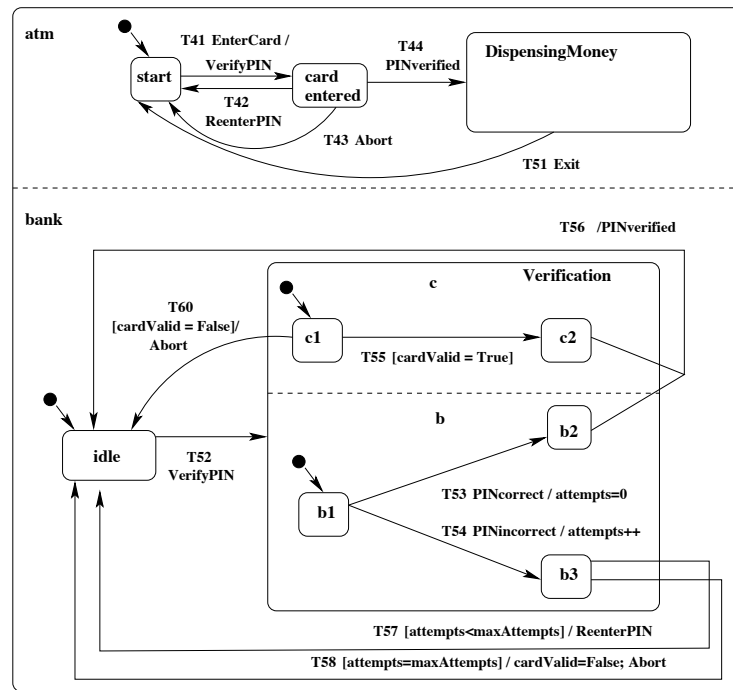 atm
T41 EnterCard /
VerifyPIN
T44
PINverified
DispensingMoney
start
card
entered
T42
ReenterPIN
T43 Abort
T51 Exit
bank
T56 /PINverified
Verification
c
T60
[cardValid = False]/
Abort
c1
c2
T55 [cardValid = True]
b
b2
idle
T52
VerifyPIN
T53 PINcorrect / attempts=0
b1
T54 PINincorrect / attempts++
b3
T57 [attempts<maxAttempts] / ReenterPIN
T58 [attempts=maxAttempts] / cardValid=False; Abort